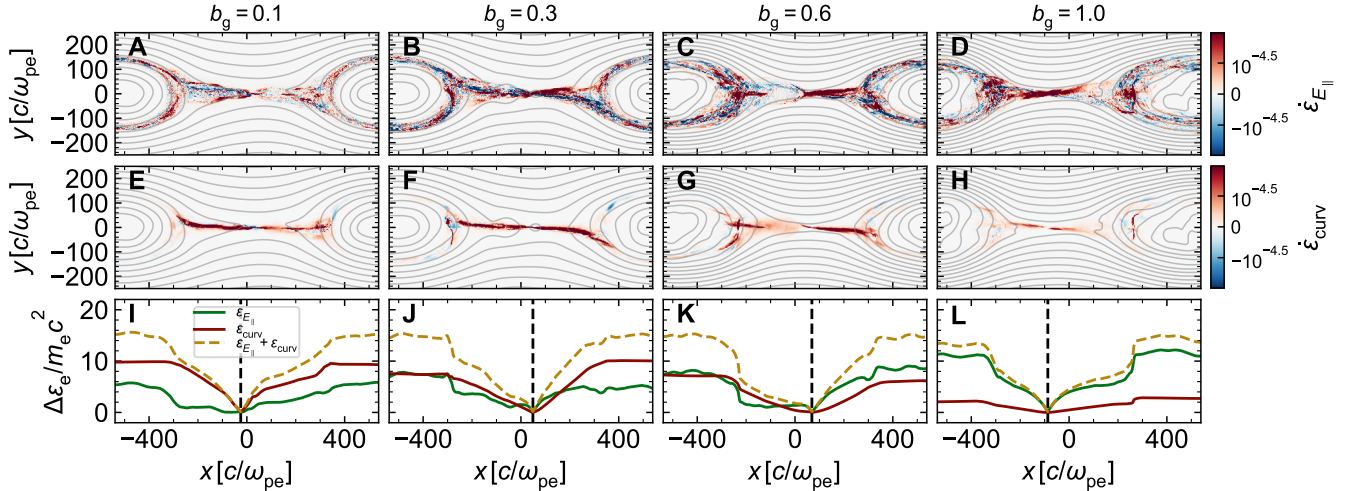 b_g = 0.1 b_g = 0.3 b_g = 0.6 b_g = 1.0
A B C D
y [c/ω_pe]
200
100
0
−100
−200
10^−4.5
0
−10^−4.5
ε̇_E∥
E F G H
y [c/ω_pe]
200
100
0
−100
−200
10^−4.5
0
−10^−4.5
ε̇_curv
I J K L
Δε_e/m_e c^2
20
10
0
ε_E∥
ε_curv
ε_E∥ + ε_curv
−400 0 400 −400 0 400 −400 0 400 −400 0 400
x [c/ω_pe] x [c/ω_pe] x [c/ω_pe] x [c/ω_pe]